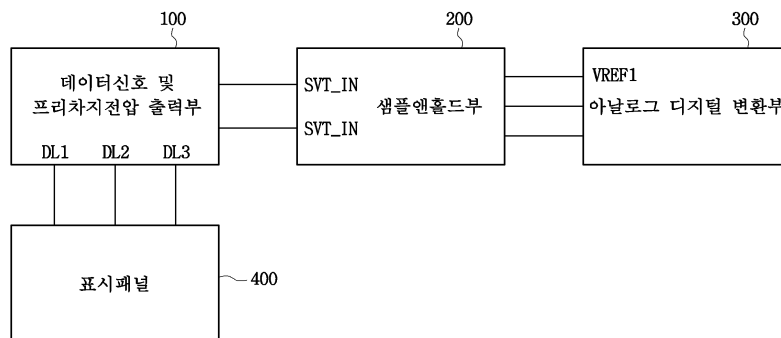 100
200
300
데이터신호 및
프리차지전압 출력부
SVT_IN
SVT_IN
샘플앤홀드부
VREF1
아날로그 디지털 변환부
DL1 DL2 DL3
표시패널
400